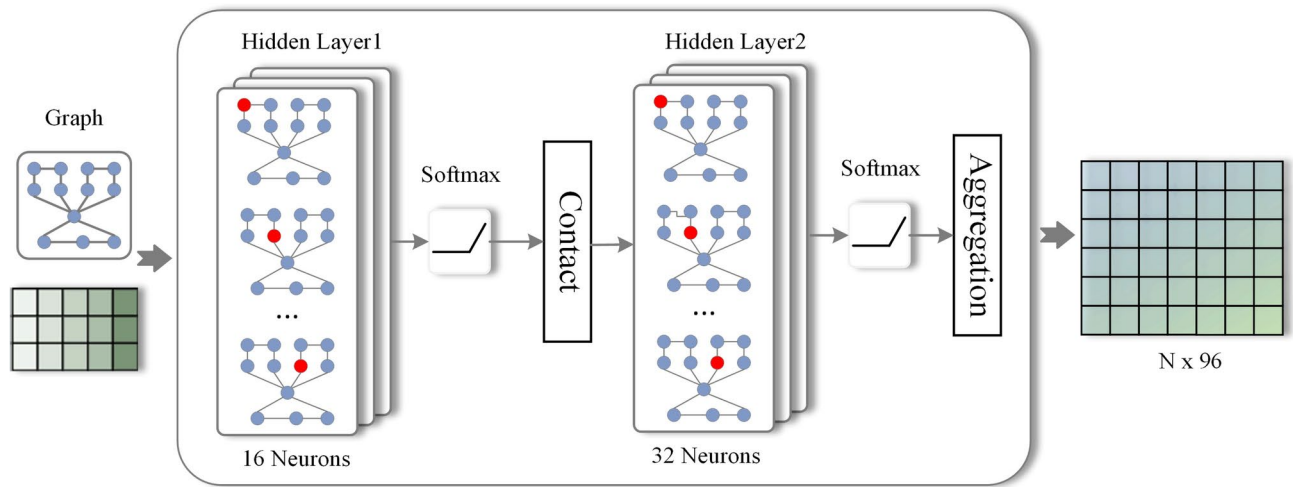 Graph
Hidden Layer1
16 Neurons
Softmax
Contact
Hidden Layer2
32 Neurons
Softmax
Aggregation
N x 96